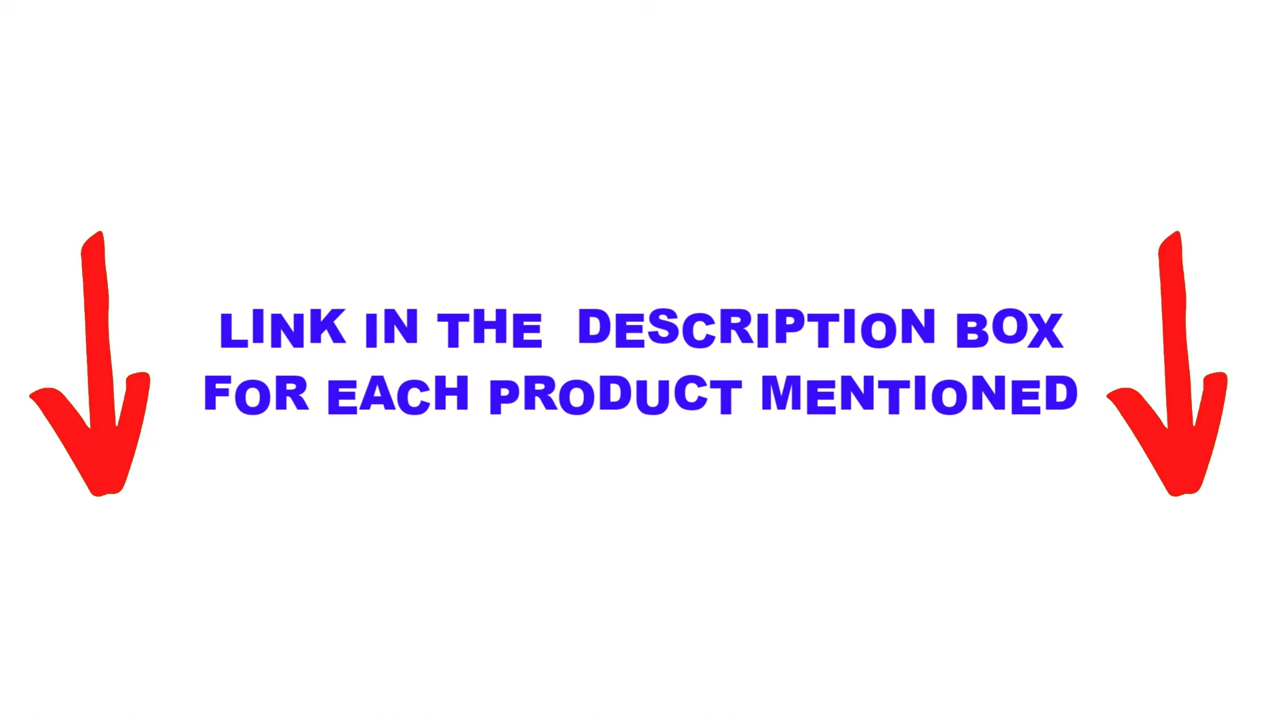 LINK IN THE DESCRIPTION BOX
FOR EACH PRODUCT MENTIONED